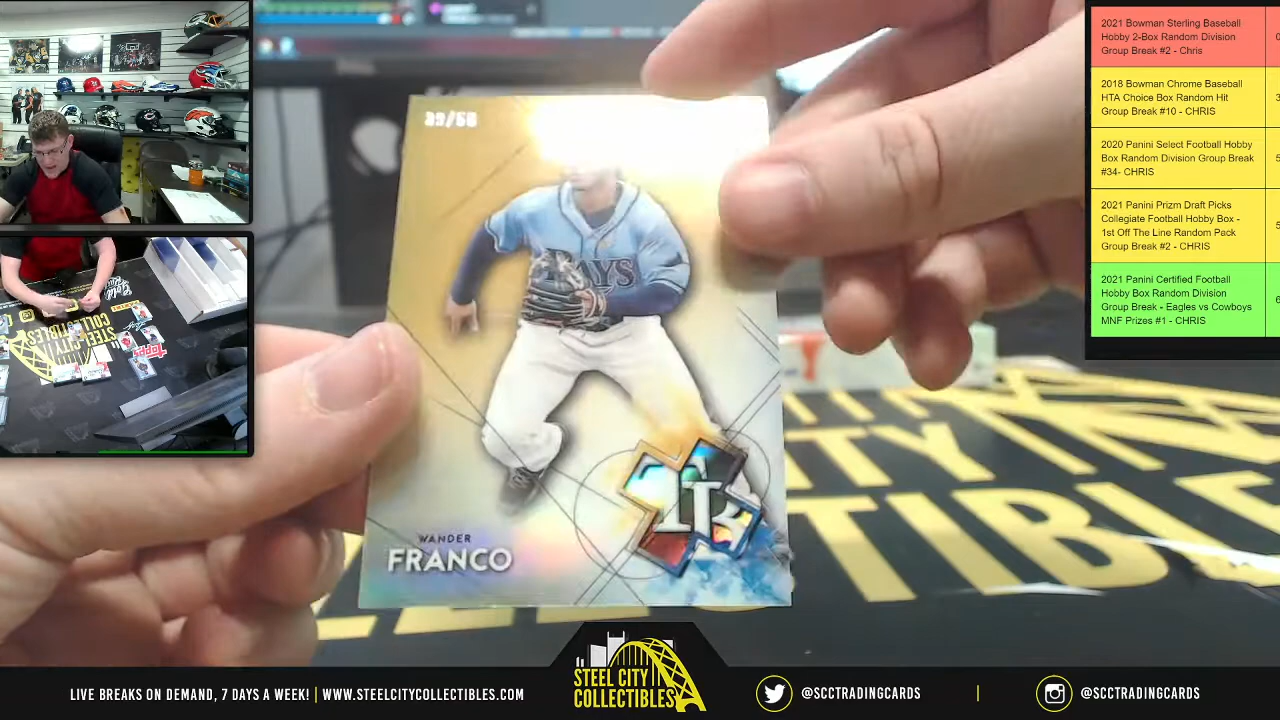 2021 Bowman Sterling Baseball
Hobby 2-Box Random Division
Group Break #2 - Chris
2018 Bowman Chrome Baseball
HTA Choice Box Random Hit
Group Break #10 - CHRIS
2020 Panini Select Football Hobby
Box Random Division Group Break
#34- CHRIS
2021 Panini Prizm Draft Picks
Collegiate Football Hobby Box -
1st Off The Line Random Pack
Group Break #2 - CHRIS
2021 Panini Certified Football
Hobby Box Random Division
Group Break - Eagles vs Cowboys
MNF Prizes #1 - CHRIS
RAYS
TB
WANDER
FRANCO
LIVE BREAKS ON DEMAND, 7 DAYS A WEEK! | WWW.STEELCITYCOLLECTIBLES.COM
STEEL CITY
COLLECTIBLES
@SCCTRADINGCARDS
|
@SCCTRADINGCARDS